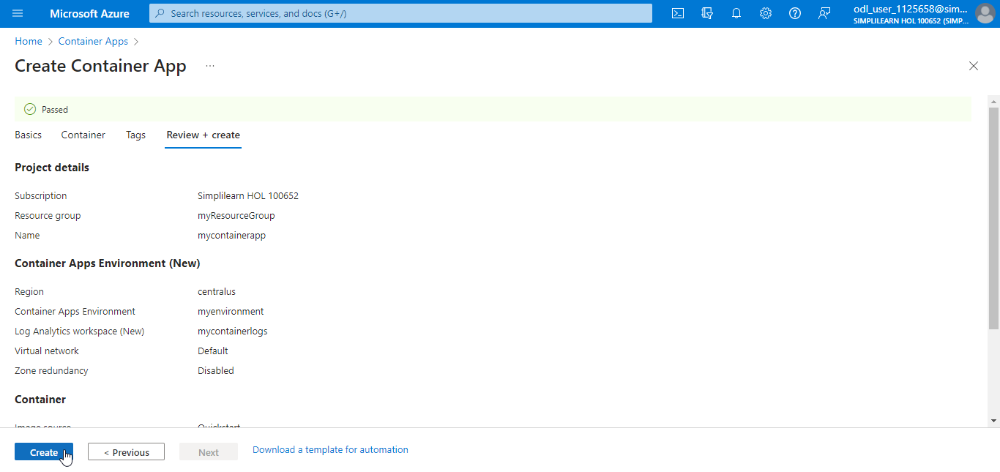 Microsoft Azure
Search resources, services, and docs (G+/)
odl_user_1125658@sim...
SIMPLILEARN HOL 100652 (SIMP...
Home > Container Apps >
Create Container App ...
Passed
Basics Container Tags Review + create
Project details
Subscription Simplilearn HOL 100652
Resource group myResourceGroup
Name mycontainerapp
Container Apps Environment (New)
Region centralus
Container Apps Environment myenvironment
Log Analytics workspace (New) mycontainerlogs
Virtual network Default
Zone redundancy Disabled
Container
Image source Quickstart
Create < Previous Next Download a template for automation